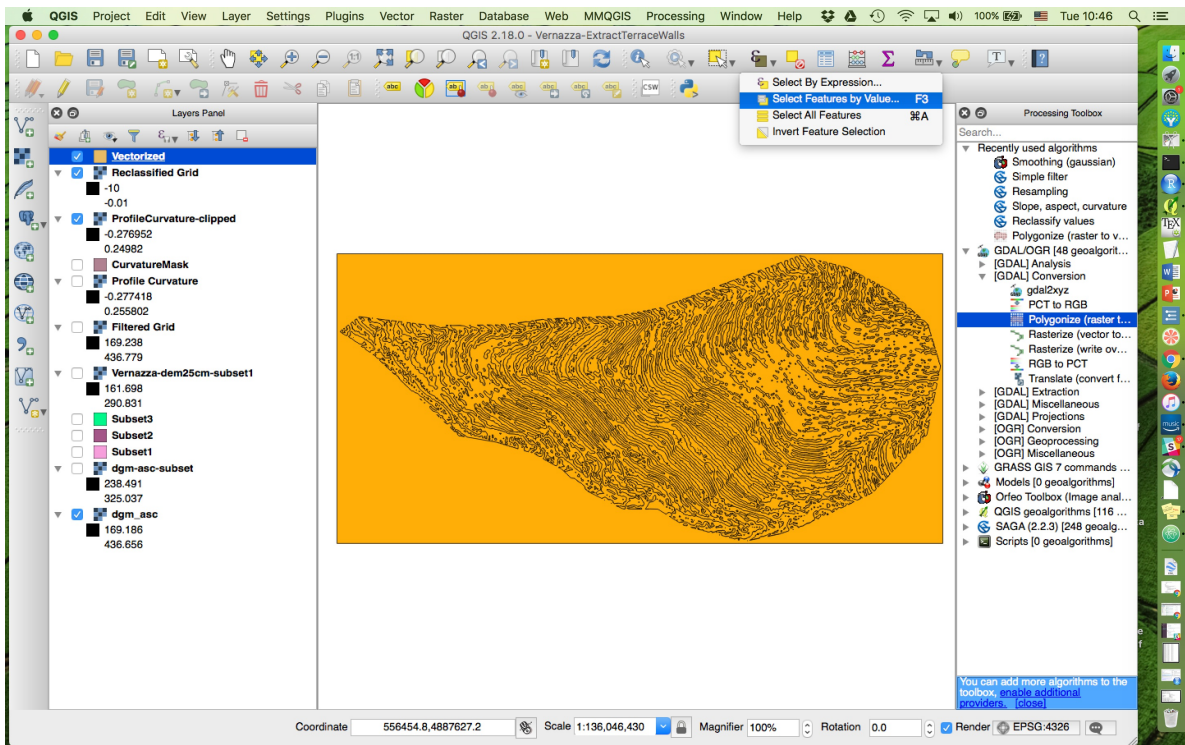 QGIS Project Edit View Layer Settings Plugins Vector Raster Database Web MMQGIS Processing Window Help 100% Tue 10:46
QGIS 2.18.0 - Vernazza-ExtractTerraceWalls
Select By Expression...
Select Features by Value... F3
Select All Features ⌘A
Invert Feature Selection
Layers Panel
Vectorized
Reclassified Grid
-10
-0.01
ProfileCurvature-clipped
-0.276952
0.24982
CurvatureMask
Profile Curvature
-0.277418
0.255802
Filtered Grid
169.238
436.779
Vernazza-dem25cm-subset1
161.698
290.831
Subset3
Subset2
Subset1
dgm-asc-subset
238.491
325.037
dgm_asc
169.186
436.656
Processing Toolbox
Search...
Recently used algorithms
Smoothing (gaussian)
Simple filter
Resampling
Slope, aspect, curvature
Reclassify values
Polygonize (raster to v...
GDAL/OGR [48 geoalgorit...
[GDAL] Analysis
[GDAL] Conversion
gdal2xyz
PCT to RGB
Polygonize (raster t...
Rasterize (vector to...
Rasterize (write ov...
RGB to PCT
Translate (convert f...
[GDAL] Extraction
[GDAL] Miscellaneous
[GDAL] Projections
[OGR] Conversion
[OGR] Geoprocessing
[OGR] Miscellaneous
GRASS GIS 7 commands ...
Models [0 geoalgorithms]
Orfeo Toolbox (Image anal...
QGIS geoalgorithms [116 ...
SAGA (2.2.3) [248 geoalg...
Scripts [0 geoalgorithms]
You can add more algorithms to the
toolbox, enable additional
providers. [close]
Coordinate 556454.8,4887627.2 Scale 1:136,046,430 Magnifier 100% Rotation 0.0 Render EPSG:4326